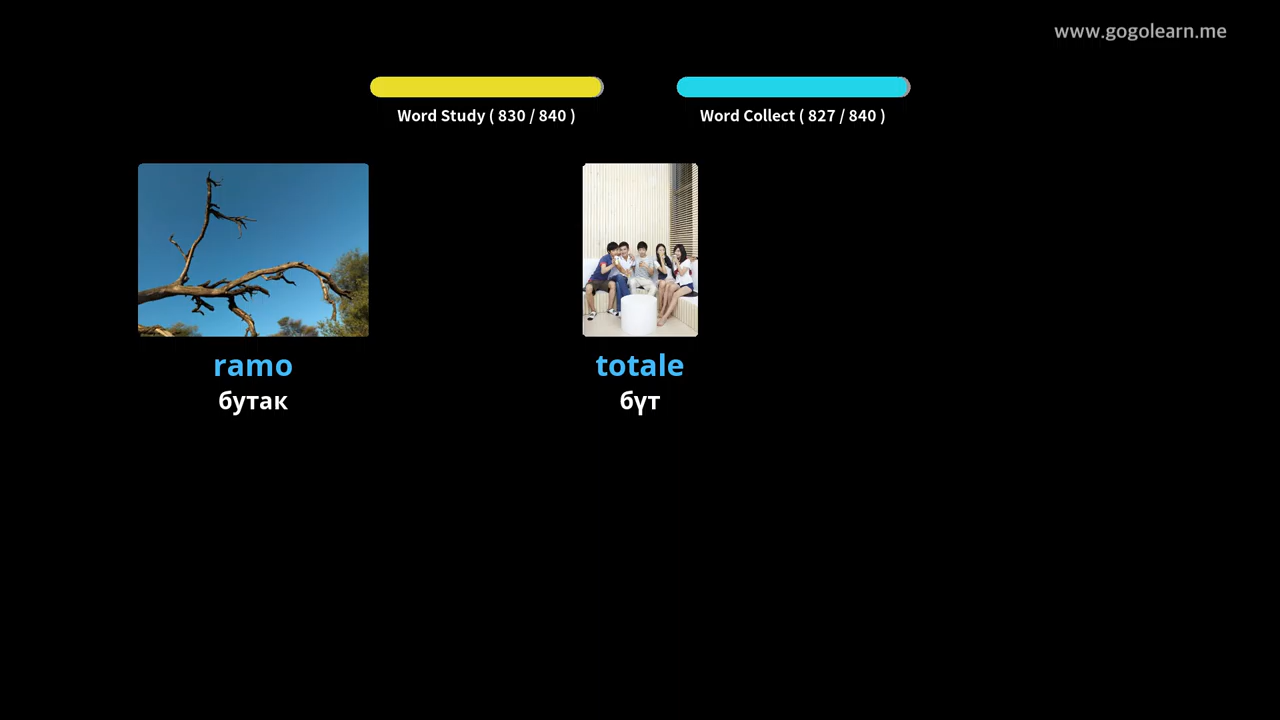 www.gogolearn.me
Word Study ( 830 / 840 )
Word Collect ( 827 / 840 )
ramo
бутак
totale
бүт